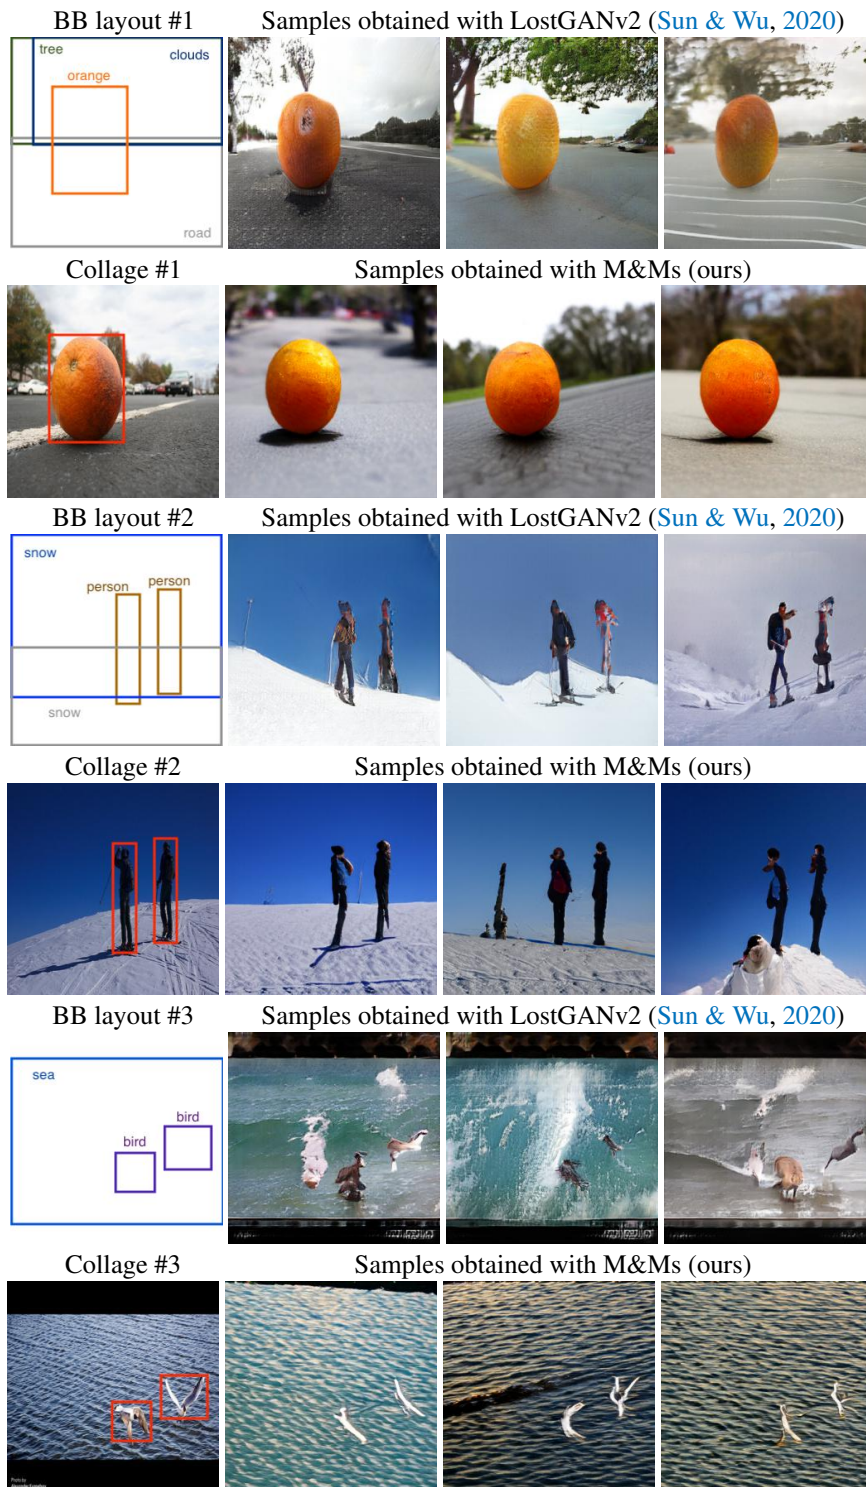 BB layout #1
Samples obtained with LostGANv2 (Sun & Wu, 2020)
tree
clouds
orange
road
Collage #1
Samples obtained with M&Ms (ours)
BB layout #2
Samples obtained with LostGANv2 (Sun & Wu, 2020)
snow
person
person
snow
Collage #2
Samples obtained with M&Ms (ours)
BB layout #3
Samples obtained with LostGANv2 (Sun & Wu, 2020)
sea
bird
bird
Collage #3
Samples obtained with M&Ms (ours)
Photo by